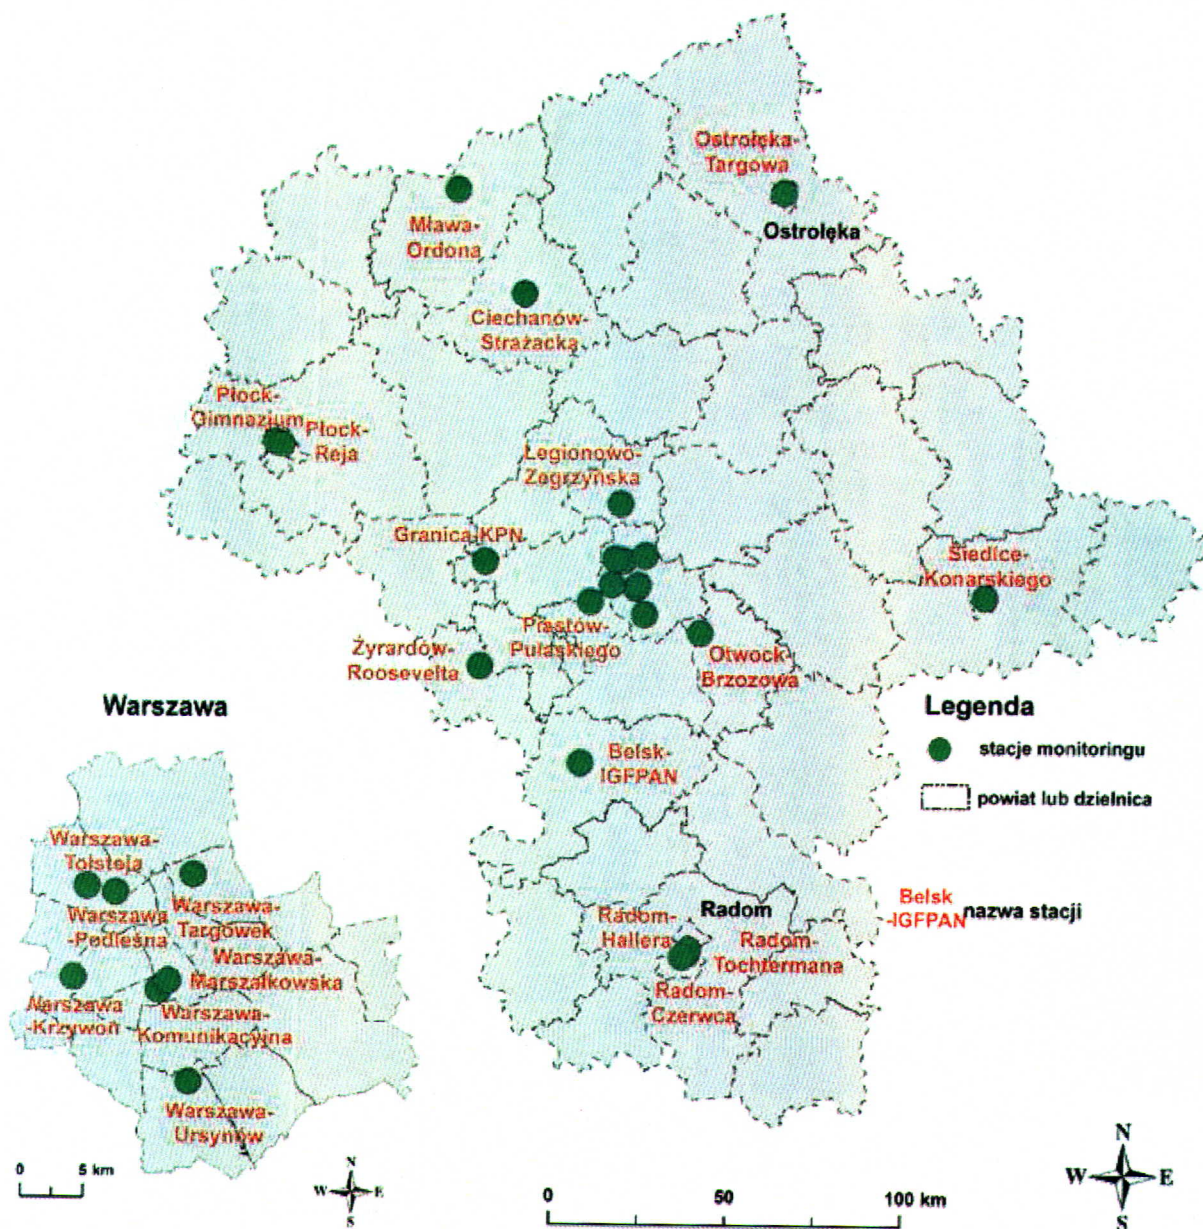 Ostrołęka-
Targowa
Ostrołęka
Mława-
Ordona
Ciechanów-
Strażacka
Płock-
Gimnazjum
Płock-
Reja
Legionowo-
Zegrzyńska
Granica-KPN
Siedlce-
Konarskiego
Piastów-
Pułaskiego
Żyrardów-
Roosevelta
Otwock-
Brzozowa
Warszawa
Legenda
stacje monitoringu
powiat lub dzielnica
Belsk-
IGFPAN
Warszawa-
Tołstoja
Warszawa
-Podleśna
Warszawa-
Targówek
Warszawa-
Marszałkowska
Warszawa
-Krzywoń
Warszawa-
Komunikacyjna
Warszawa-
Ursynów
Belsk
-IGFPAN nazwa stacji
Radom-
Hallera
Radom
Radom-
Tochtermana
Radom-
Czerwca
0 5 km
N
W E
S
0 50 100 km
N
W E
S